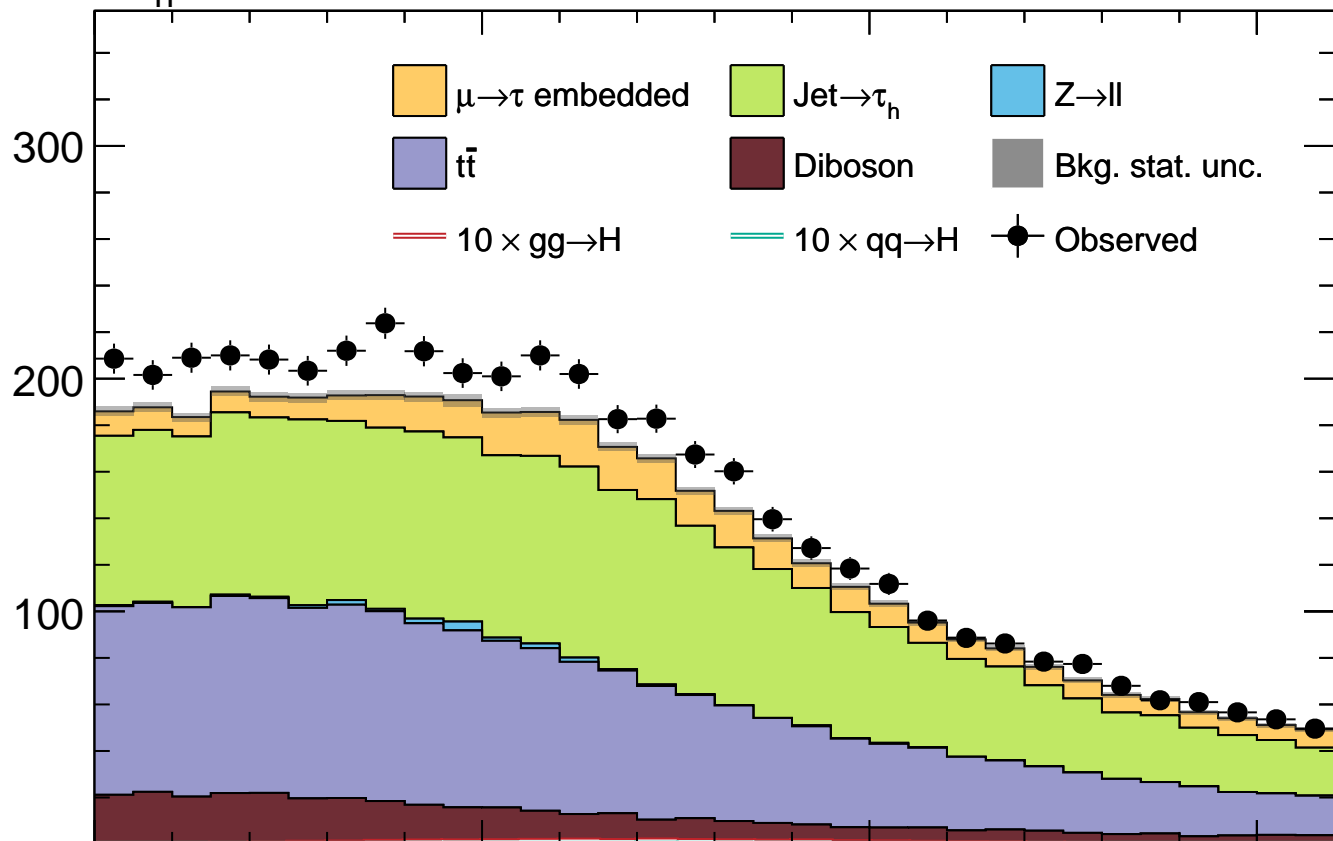 μ→τ embedded Jet→τh Z→ll
300
tt̄ Diboson Bkg. stat. unc.
10 × gg→H 10 × qq→H Observed
200
100